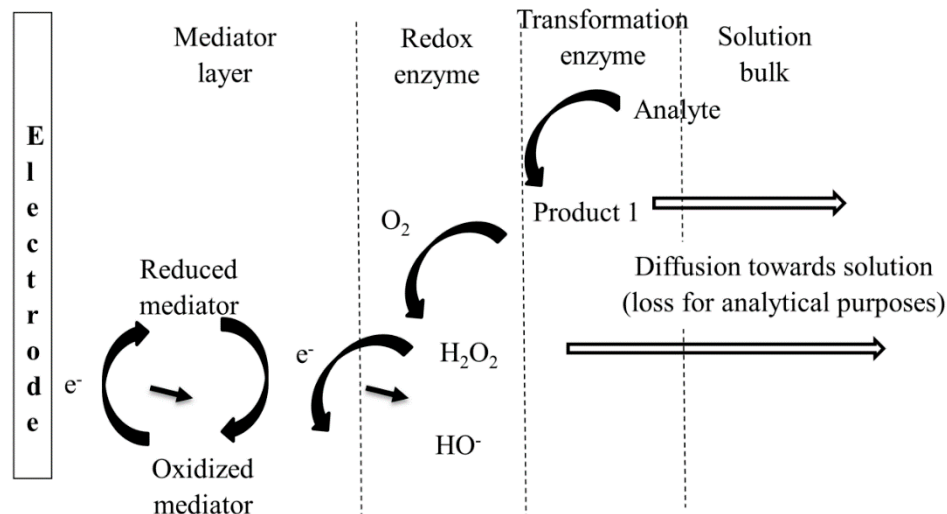 Mediator
layer
Redox
enzyme
Transformation
enzyme
Solution
bulk
Electrode
Analyte
Product 1
O₂
Reduced
mediator
Diffusion towards solution
(loss for analytical purposes)
e⁻
e⁻
H₂O₂
HO⁻
Oxidized
mediator